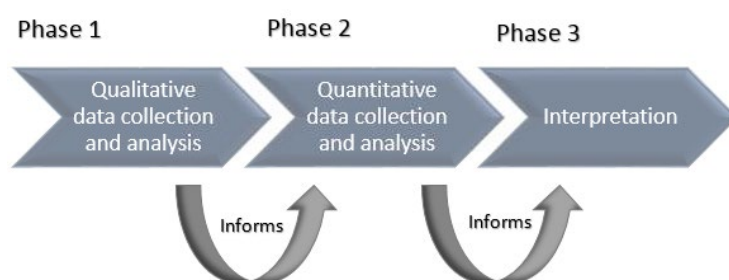 Phase 1
Phase 2
Phase 3
Qualitative
data collection
and analysis
Quantitative
data collection
and analysis
Interpretation
Informs
Informs